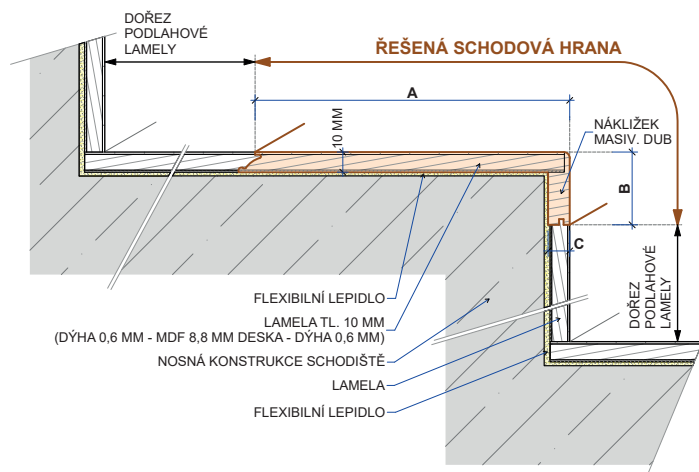 DOŘEZ
PODLAHOVÉ
LAMELY
ŘEŠENÁ SCHODOVÁ HRANA
A
10 MM
NÁKLIŽEK
MASIV. DUB
B
C
DOŘEZ
PODLAHOVÉ
LAMELY
FLEXIBILNÍ LEPIDLO
LAMELA TL. 10 MM
(DÝHA 0,6 MM - MDF 8,8 MM DESKA - DÝHA 0,6 MM)
NOSNÁ KONSTRUKCE SCHODIŠTĚ
LAMELA
FLEXIBILNÍ LEPIDLO